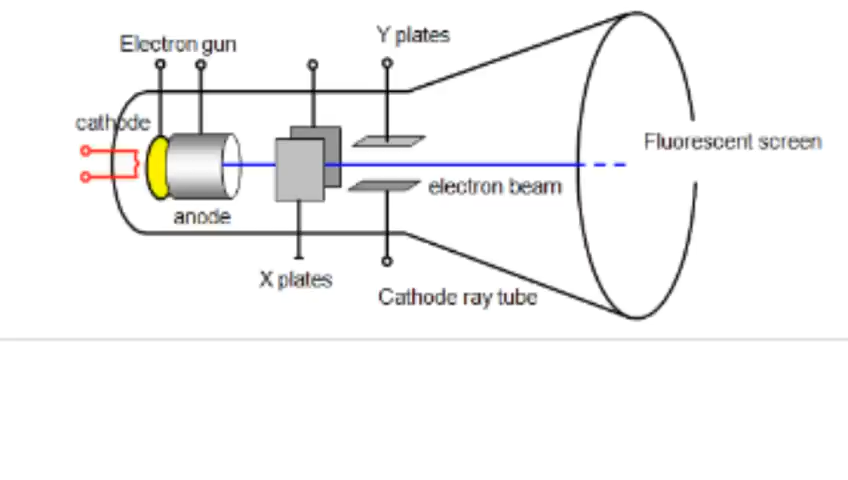 Electron gun
Y plates
cathode
Fluorescent screen
electron beam
anode
X plates
Cathode ray tube